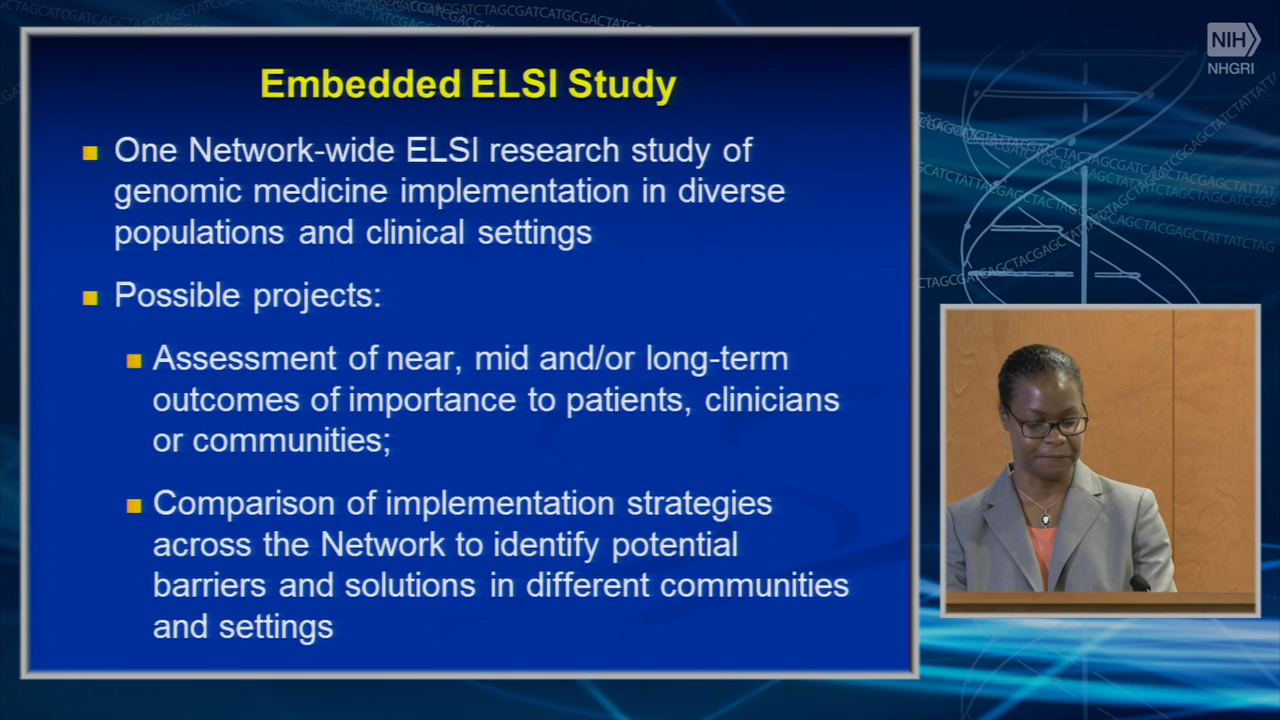 Embedded ELSI Study
One Network-wide ELSI research study of
genomic medicine implementation in diverse
populations and clinical settings
Possible projects:
Assessment of near, mid and/or long-term
outcomes of importance to patients, clinicians
or communities;
Comparison of implementation strategies
across the Network to identify potential
barriers and solutions in different communities
and settings
NIH
NHGRI